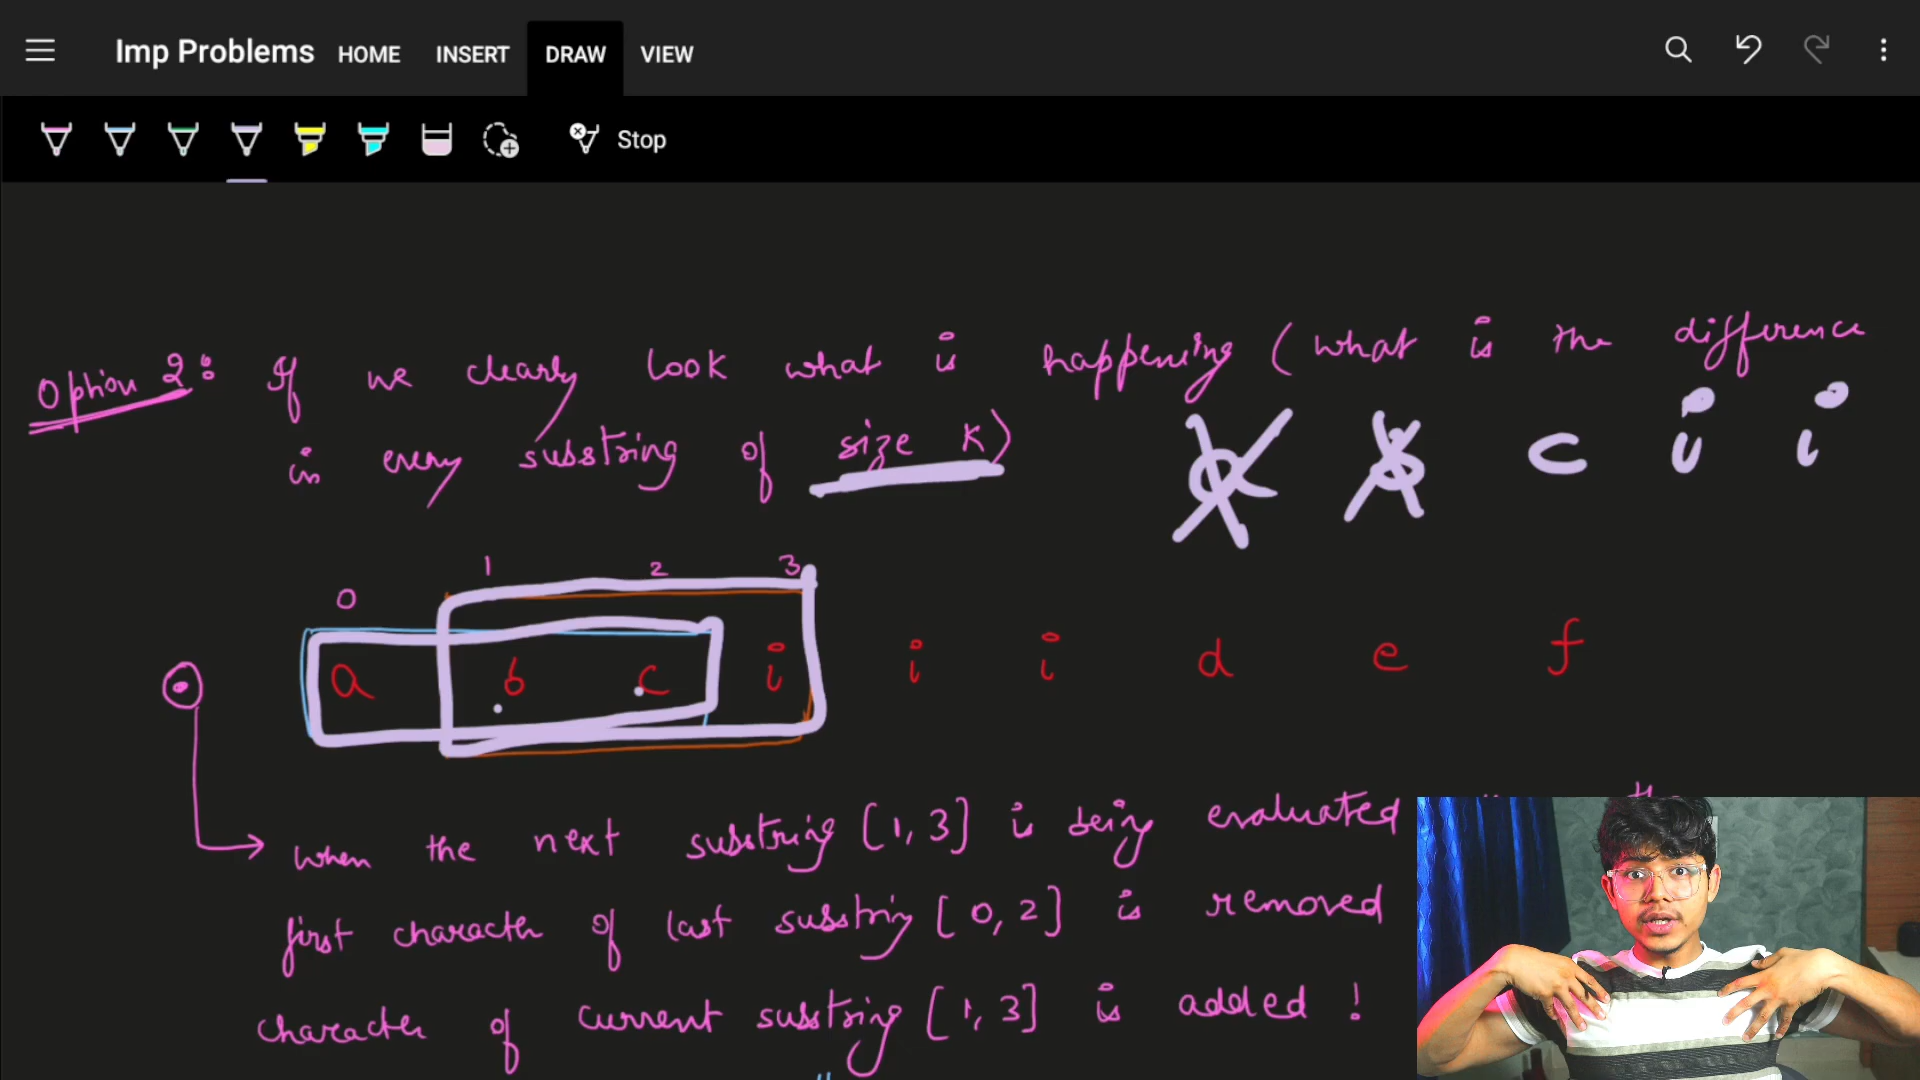 Imp Problems HOME INSERT DRAW VIEW
Stop
Option 2: If we clearly look what is happening (what is the difference
in every substring of size K)
c i i
0 1 2 3
a b c i i i d e f
when the next substring [1, 3] is being evaluated
first character of last substring [0, 2] is removed
character of current substring [1, 3] is added !